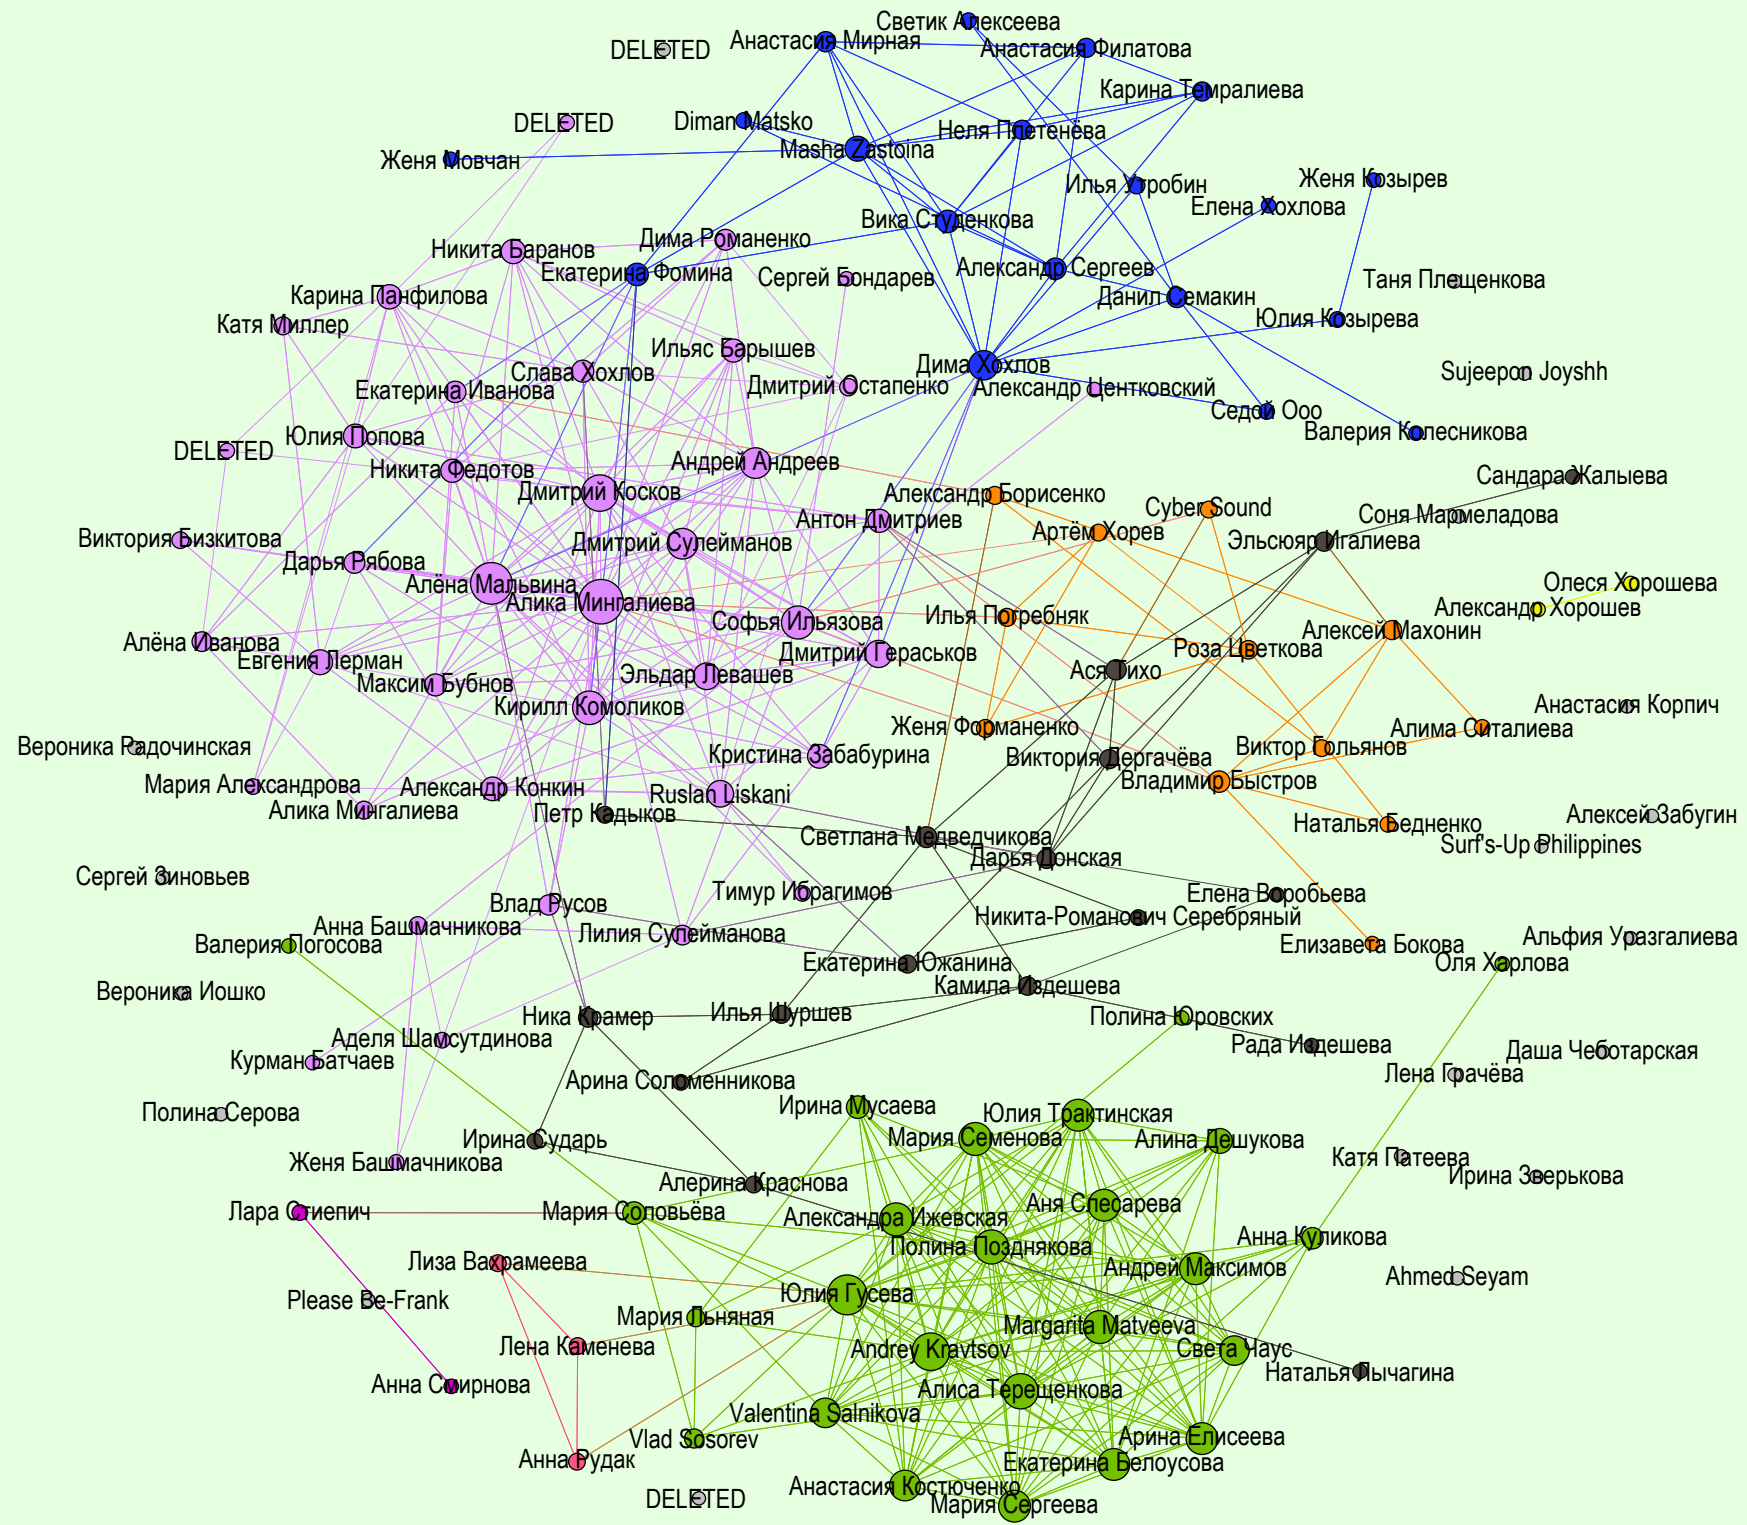 Светик Алексеева
Анастасия Мирная
Анастасия Филатова
DELETED
Карина Темралиева
DELETED
Diman Matsko
Неля Плетенёва
Masha Zastoina
Женя Мовчан
Илья Утробин
Женя Козырев
Елена Хохлова
Вика Студенкова
Дима Романенко
Никита Баранов
Екатерина Фомина
Александр Сергеев
Сергей Бондарев
Таня Плещенкова
Карина Панфилова
Данил Семакин
Юлия Козырева
Катя Миллер
Ильяс Барышев
Дима Хохлов
Слава Хохлов
Sujeepon Joyshh
Дмитрий Остапенко
Александр Центковский
Екатерина Иванова
Седой Ооо
Валерия Колесникова
Юлия Попова
DELETED
Андрей Андреев
Никита Федотов
Сандара Жалыева
Дмитрий Косков
Александр Борисенко
Cyber Sound
Соня Мармеладова
Антон Дмитриев
Артём Хорев
Виктория Бизкитова
Дмитрий Сулейманов
Эльсюяр Игалиева
Дарья Рябова
Алёна Мальвина
Олеся Хорошева
Алика Мингалиева
Александр Хорошев
Илья Потребняк
Софья Ильязова
Алексей Махонин
Алёна Иванова
Роза Цветкова
Дмитрий Гераськов
Евгения Лерман
Ася Тихо
Эльдар Левашев
Максим Бубнов
Кирилл Комоликов
Анастасия Корпич
Женя Форманенко
Алима Ситалиева
Вероника Радочинская
Виктор Гольянов
Кристина Забабурина
Виктория Дергачёва
Владимир Быстров
Мария Александрова
Александр Конкин
Ruslan Liskani
Алика Мингалиева
Петр Кадыков
Алексей Забугин
Наталья Бедненко
Светлана Медведчикова
Surf's-Up Philippines
Дарья Донская
Сергей Зиновьев
Тимур Ибрагимов
Елена Воробьева
Влад Русов
Никита-Романович Серебряный
Анна Башмачникова
Лилия Сулейманова
Альфия Уразгалиева
Валерия Погосова
Елизавета Бокова
Екатерина Южанина
Оля Харлова
Камила Издешева
Вероника Иошко
Ника Крамер
Илья Шуршев
Полина Юровских
Аделя Шамсутдинова
Рада Издешева
Даша Чеботарская
Курман Батчаев
Лена Грачёва
Арина Соломенникова
Ирина Мусаева
Полина Серова
Юлия Трактинская
Мария Семенова
Алина Дешукова
Ирина Сударь
Женя Башмачникова
Катя Патеева
Ирина Зверькова
Алерина Краснова
Аня Слесарева
Лара Стиепич
Мария Соловьёва
Александра Ижевская
Анна Куликова
Полина Позднякова
Лиза Вахрамеева
Андрей Максимов
Ahmed Seyam
Юлия Гусева
Please Be-Frank
Мария Льняная
Margarita Matveeva
Лена Каменева
Andrey Kravtsov
Света Чаус
Наталья Лычагина
Анна Смирнова
Алиса Терещенкова
Valentina Salnikova
Vlad Sosorev
Арина Елисеева
Анна Рудак
Екатерина Белоусова
Анастасия Костюченко
DELETED
Мария Сергеева